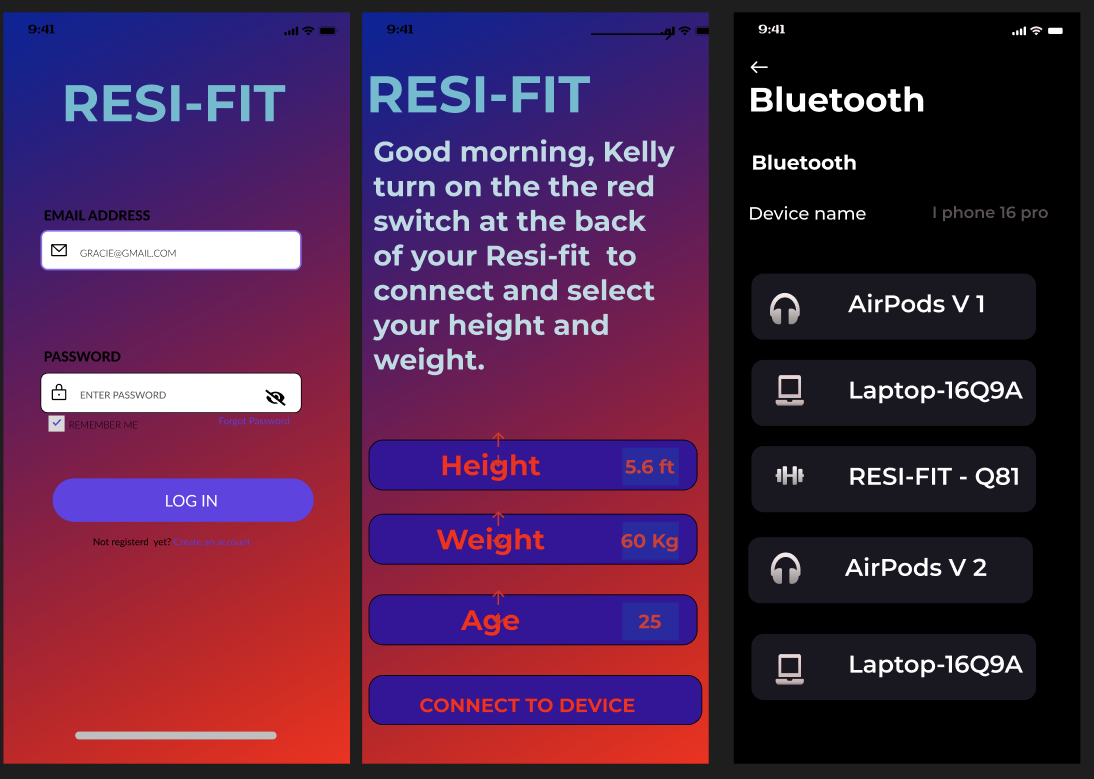 9:41
RESI-FIT
EMAIL ADDRESS
GRACIE@GMAIL.COM
PASSWORD
ENTER PASSWORD
REMEMBER ME
Forgot Password
LOG IN
Not registerd yet? Create an account
9:41
RESI-FIT
Good morning, Kelly
turn on the the red
switch at the back
of your Resi-fit to
connect and select
your height and
weight.
Height 5.6 ft
Weight 60 Kg
Age 25
CONNECT TO DEVICE
9:41
Bluetooth
Bluetooth
Device name I phone 16 pro
AirPods V 1
Laptop-16Q9A
RESI-FIT - Q81
AirPods V 2
Laptop-16Q9A